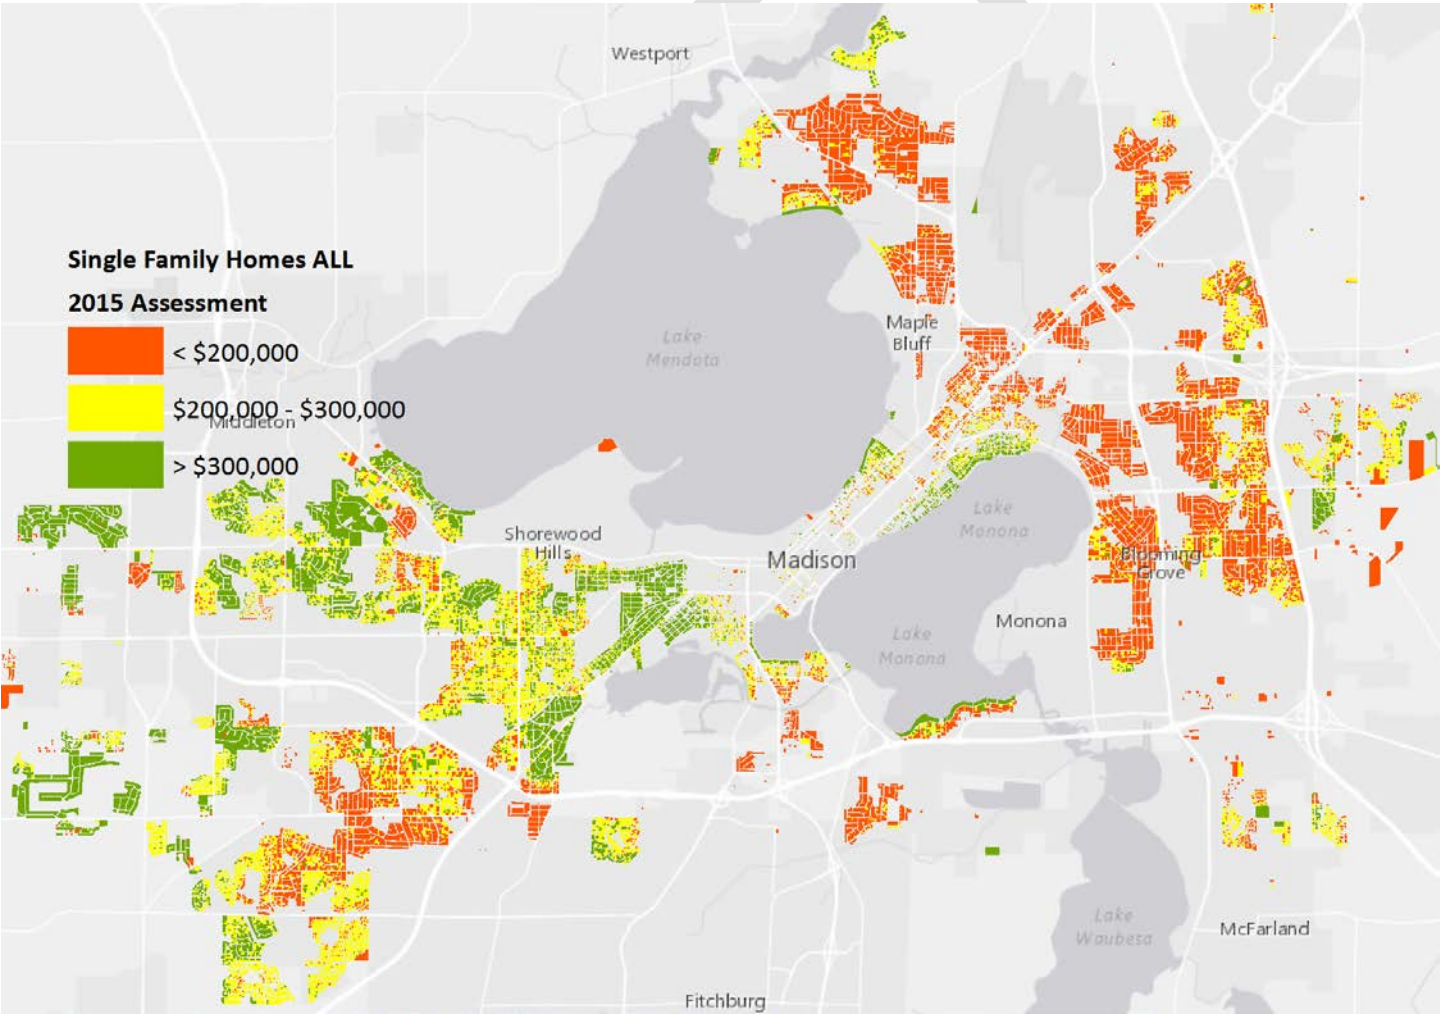 Westport
Single Family Homes ALL
2015 Assessment
< $200,000
$200,000 - $300,000
Middleton
> $300,000
Lake
Mendota
Maple
Bluff
Shorewood
Hills
Madison
Lake
Monona
Blooming
Grove
Lake
Monona
Monona
Lake
Waubesa
McFarland
Fitchburg